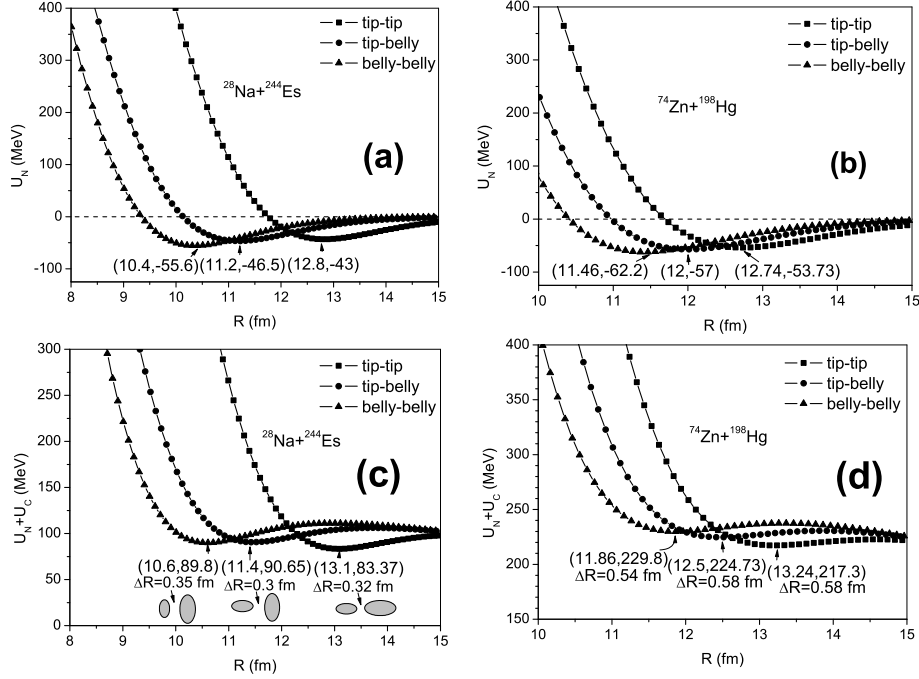 400
300
200
100
0
-100
U_N (MeV)
8 9 10 11 12 13 14 15
R (fm)
tip-tip
tip-belly
belly-belly
²⁸Na+²⁴⁴Es
(a)
(10.4,-55.6) (11.2,-46.5) (12.8,-43)
400
300
200
100
0
-100
U_N (MeV)
10 11 12 13 14 15
R (fm)
tip-tip
tip-belly
belly-belly
⁷⁴Zn+¹⁹⁸Hg
(b)
(11.46,-62.2) (12,-57) (12.74,-53.73)
300
250
200
150
100
50
0
U_N+U_C (MeV)
8 9 10 11 12 13 14 15
R (fm)
tip-tip
tip-belly
belly-belly
²⁸Na+²⁴⁴Es
(c)
(10.6,89.8) (11.4,90.65) (13.1,83.37)
ΔR=0.35 fm ΔR=0.3 fm ΔR=0.32 fm
400
350
300
250
200
150
U_N+U_C (MeV)
10 11 12 13 14 15
R (fm)
tip-tip
tip-belly
belly-belly
⁷⁴Zn+¹⁹⁸Hg
(d)
(11.86,229.8) (12.5,224.73) (13.24,217.3)
ΔR=0.54 fm ΔR=0.58 fm ΔR=0.58 fm